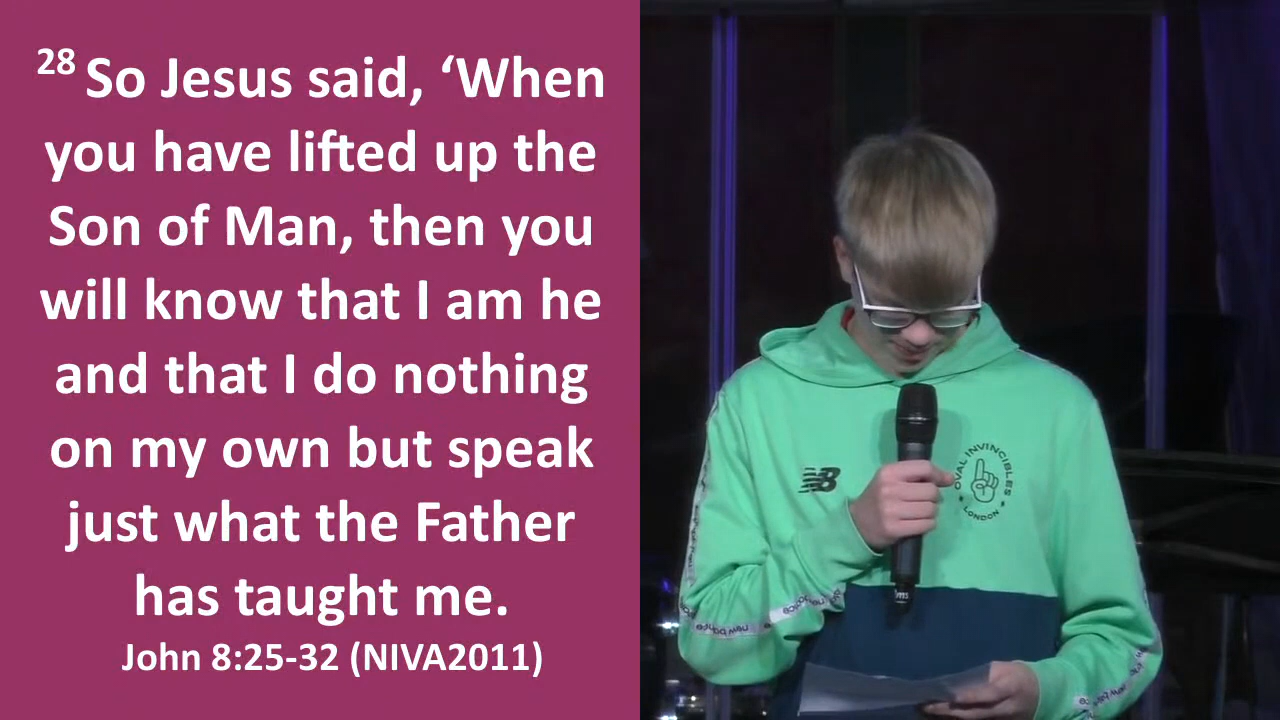 28 So Jesus said, ‘When
you have lifted up the
Son of Man, then you
will know that I am he
and that I do nothing
on my own but speak
just what the Father
has taught me.
John 8:25-32 (NIVA2011)
NB
OVAL INVINCIBLES
LONDON
new balance